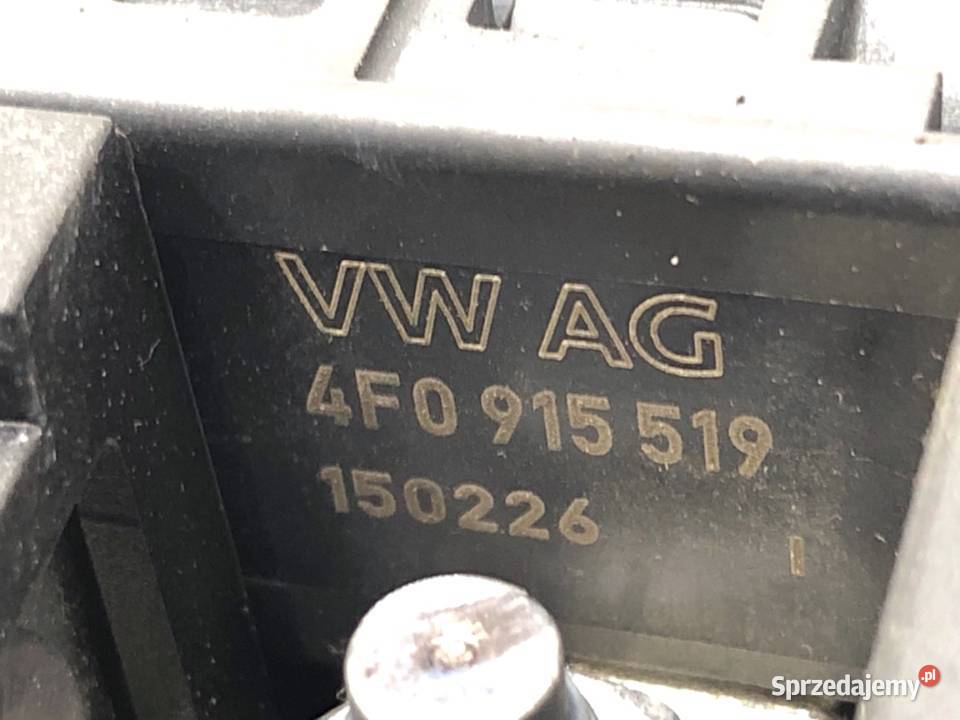 VW AG
4F0 915 519
150226
I
Sprzedajemy.pl